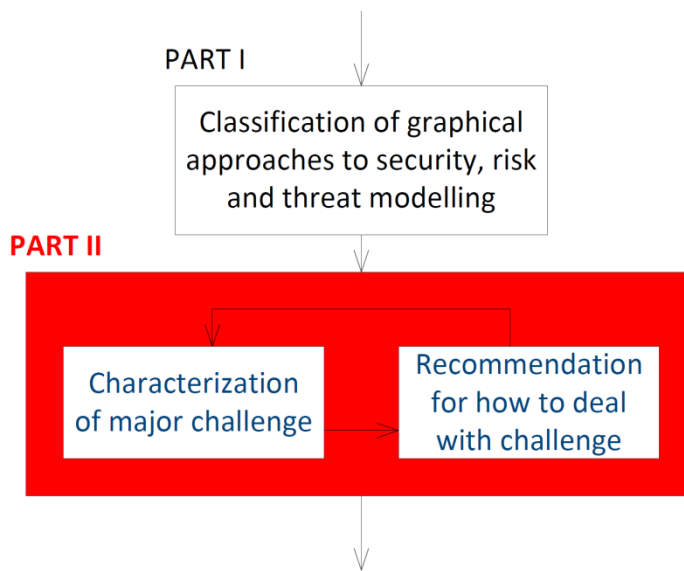 PART I
Classification of graphical
approaches to security, risk
and threat modelling
PART II
Characterization
of major challenge
Recommendation
for how to deal
with challenge